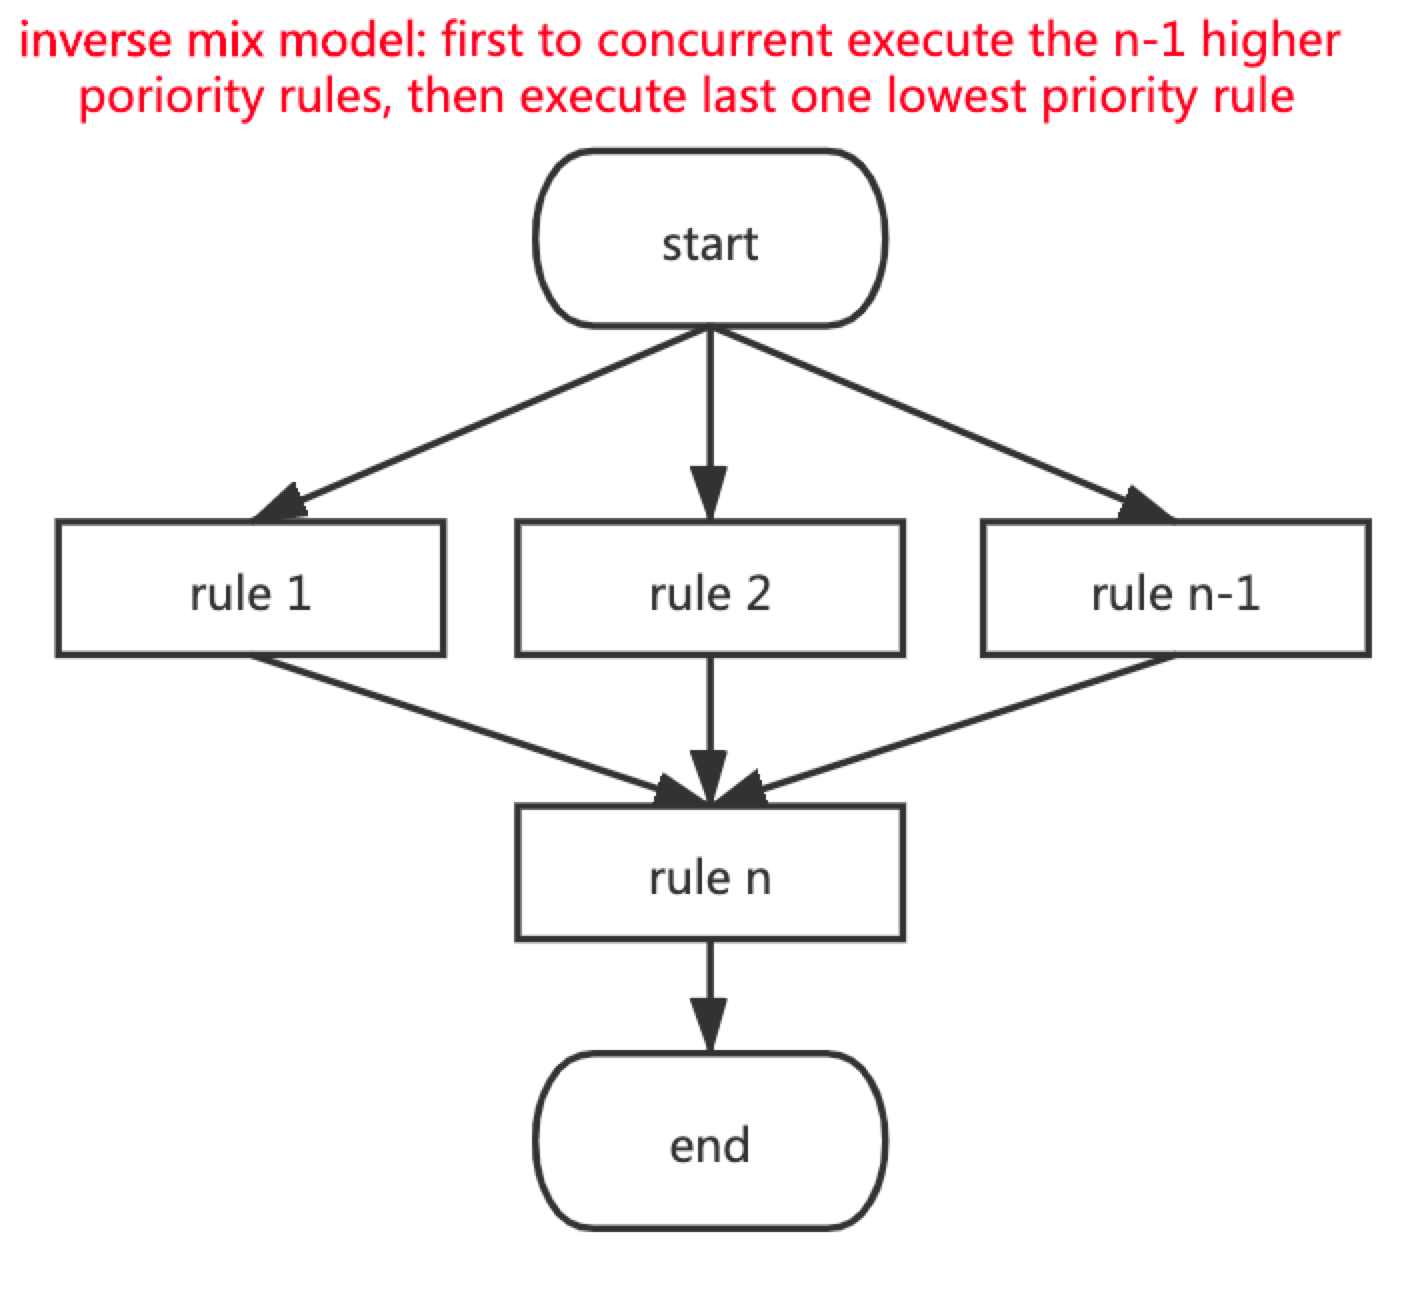 inverse mix model: first to concurrent execute the n-1 higher
poriority rules, then execute last one lowest priority rule
start
rule 1
rule 2
rule n-1
rule n
end